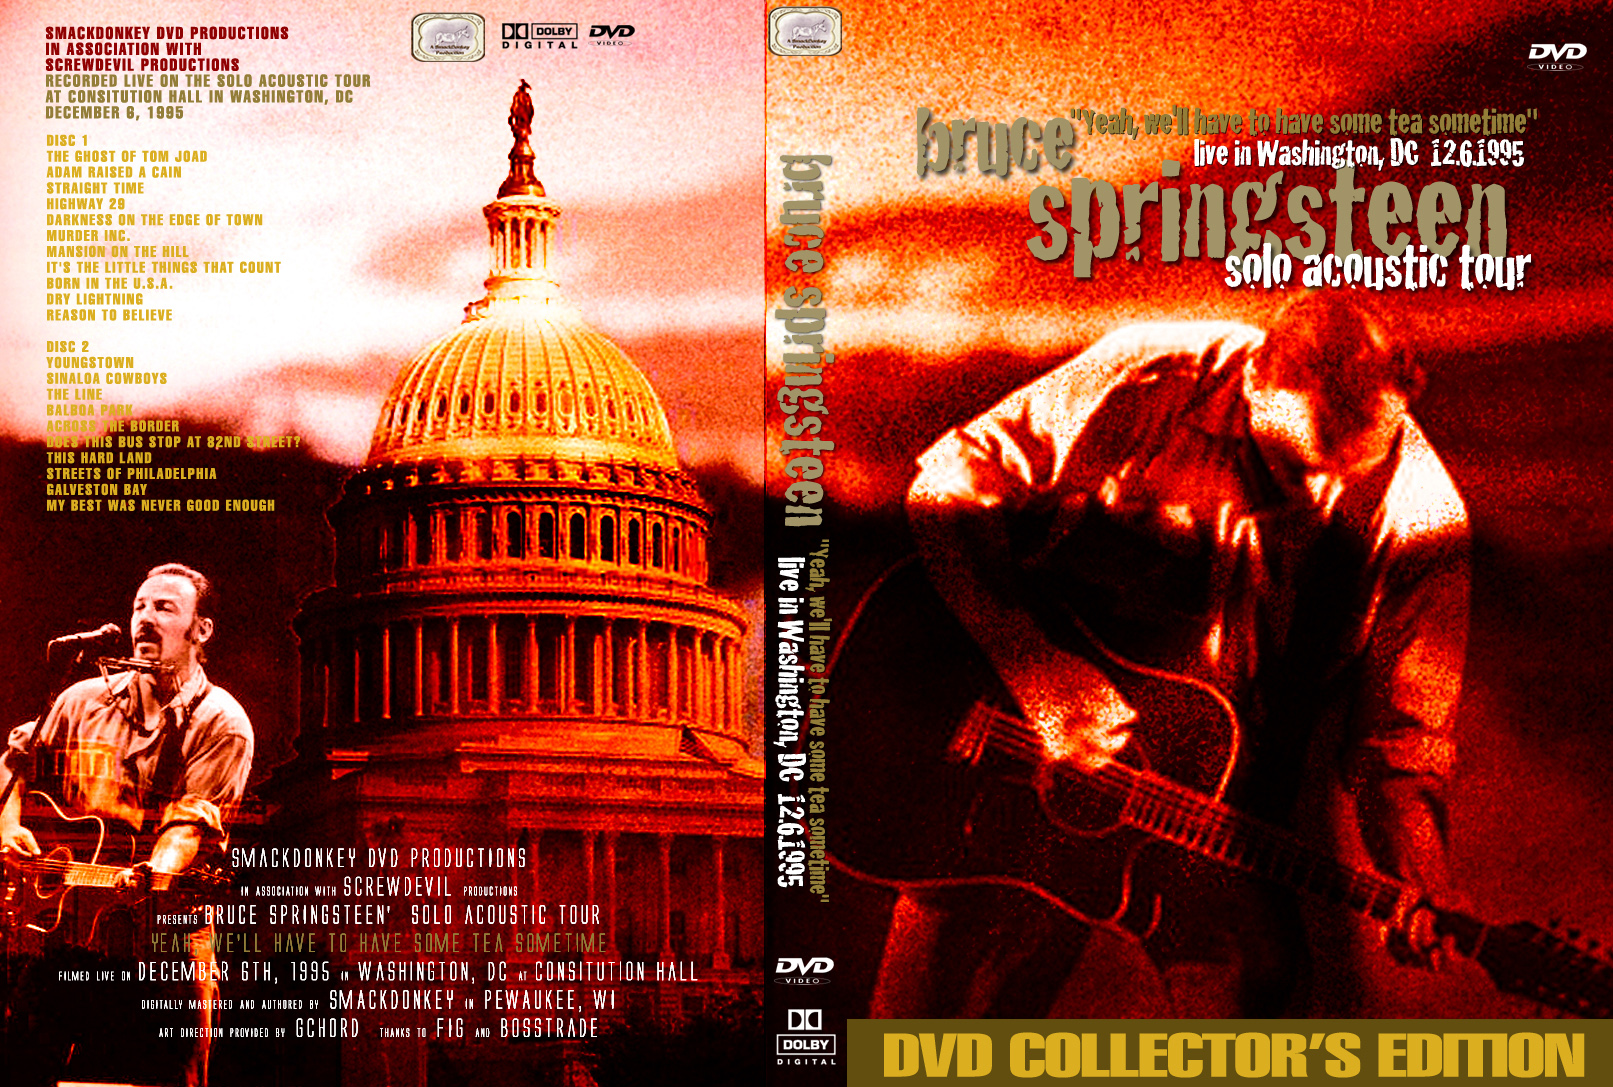 SMACKDONKEY DVD PRODUCTIONS
IN ASSOCIATION WITH
SCREWDEVIL PRODUCTIONS
RECORDED LIVE ON THE SOLO ACOUSTIC TOUR
AT CONSITUTION HALL IN WASHINGTON, DC
DECEMBER 6, 1995
DISC 1
THE GHOST OF TOM JOAD
ADAM RAISED A CAIN
STRAIGHT TIME
HIGHWAY 29
DARKNESS ON THE EDGE OF TOWN
MURDER INC.
MANSION ON THE HILL
IT'S THE LITTLE THINGS THAT COUNT
BORN IN THE U.S.A.
DRY LIGHTNING
REASON TO BELIEVE
DISC 2
YOUNGSTOWN
SINALOA COWBOYS
THE LINE
BALBOA PARK
ACROSS THE BORDER
DOES THIS BUS STOP AT 82ND STREET?
THIS HARD LAND
STREETS OF PHILADELPHIA
GALVESTON BAY
MY BEST WAS NEVER GOOD ENOUGH
A SmackDonkey
Production
DOLBY
DIGITAL
DVD
VIDEO
SMACKDONKEY DVD PRODUCTIONS
IN ASSOCIATION WITH SCREWDEVIL PRODUCTIONS
PRESENTS BRUCE SPRINGSTEEN' SOLO ACOUSTIC TOUR
YEAH, WE'LL HAVE TO HAVE SOME TEA SOMETIME
FILMED LIVE ON DECEMBER 6TH, 1995 IN WASHINGTON, DC AT CONSITUTION HALL
DIGITALLY MASTERED AND AUTHORED BY SMACKDONKEY IN PEWAUKEE, WI
ART DIRECTION PROVIDED BY GCHORD THANKS TO FIG AND BOSSTRADE
A SmackDonkey
Production
bruce springsteen
"Yeah, we'll have to have some tea sometime"
live in Washington, DC 12.6.1995
DVD
VIDEO
DOLBY
DIGITAL
DVD
VIDEO
bruce
"Yeah, we'll have to have some tea sometime"
live in Washington, DC 12.6.1995
springsteen
solo acoustic tour
DVD COLLECTOR'S EDITION